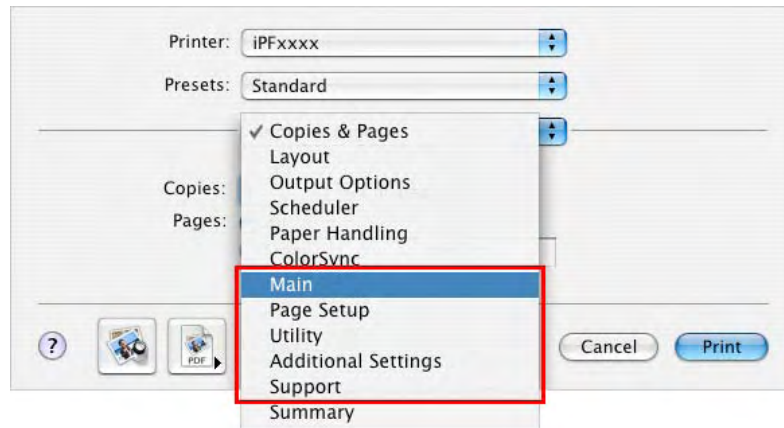 Printer: iPFxxxx
Presets: Standard
✓ Copies & Pages
Layout
Copies: Output Options
Scheduler
Pages: Paper Handling
ColorSync
Main
Page Setup
Utility
? PDF Additional Settings Cancel Print
Support
Summary